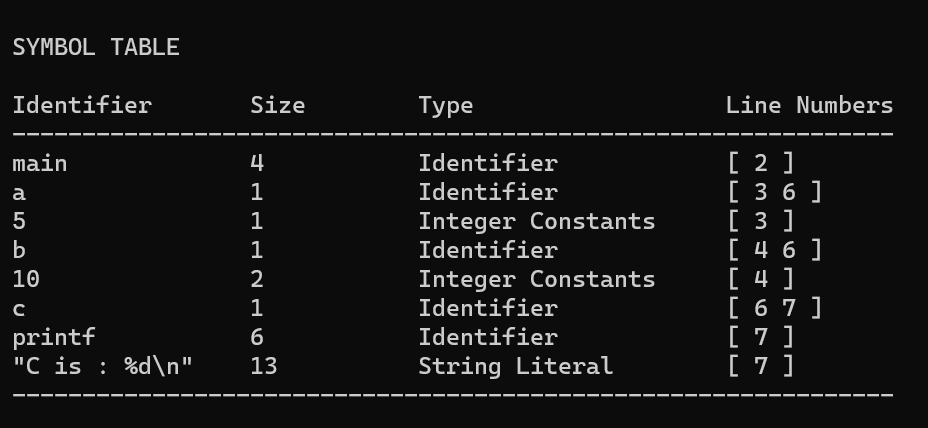 SYMBOL TABLE
Identifier Size Type Line Numbers
---------------------------------------------------------------
main 4 Identifier [ 2 ]
a 1 Identifier [ 3 6 ]
5 1 Integer Constants [ 3 ]
b 1 Identifier [ 4 6 ]
10 2 Integer Constants [ 4 ]
c 1 Identifier [ 6 7 ]
printf 6 Identifier [ 7 ]
"C is : %d\n" 13 String Literal [ 7 ]
---------------------------------------------------------------